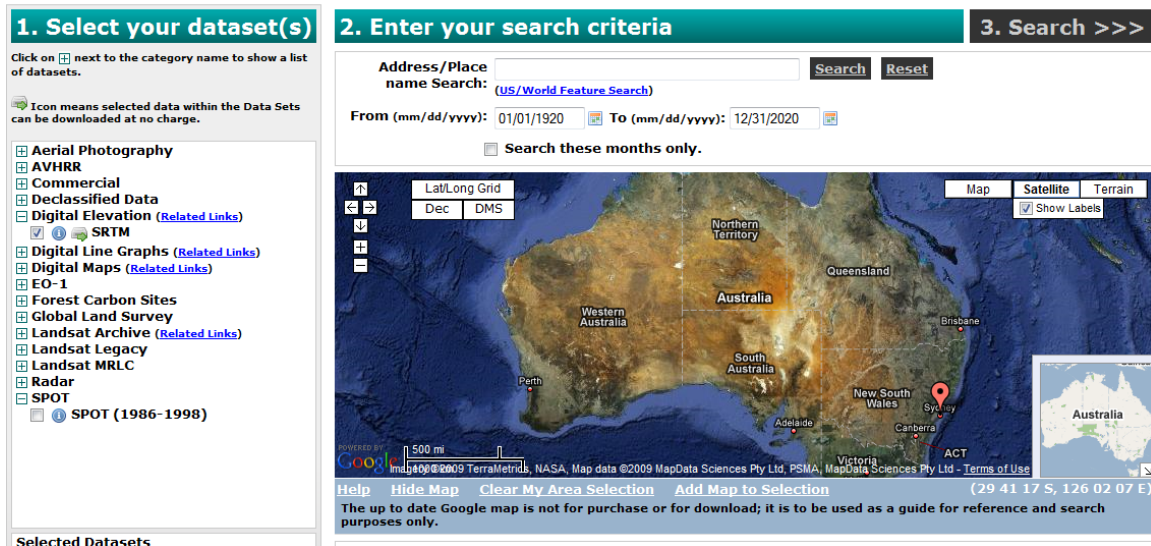 1. Select your dataset(s)
Click on + next to the category name to show a list
of datasets.
Icon means selected data within the Data Sets
can be downloaded at no charge.
Aerial Photography
AVHRR
Commercial
Declassified Data
Digital Elevation (Related Links)
SRTM
Digital Line Graphs (Related Links)
Digital Maps (Related Links)
EO-1
Forest Carbon Sites
Global Land Survey
Landsat Archive (Related Links)
Landsat Legacy
Landsat MRLC
Radar
SPOT
SPOT (1986-1998)
Selected Datasets
2. Enter your search criteria
3. Search >>>
Address/Place
name Search:
Search Reset
(US/World Feature Search)
From (mm/dd/yyyy): 01/01/1920 To (mm/dd/yyyy): 12/31/2020
Search these months only.
Lat/Long Grid
Dec DMS
Map Satellite Terrain
Show Labels
Northern
Territory
Queensland
Australia
Western
Australia
Brisbane
South
Australia
Perth
New South
Wales
Sydney
Adelaide
Canberra
ACT
Victoria
Australia
500 mi
POWERED BY
Google
Imagery ©2009 TerraMetrics, NASA, Map data ©2009 MapData Sciences Pty Ltd, PSMA, MapData Sciences Pty Ltd - Terms of Use
Help Hide Map Clear My Area Selection Add Map to Selection (29 41 17 S, 126 02 07 E)
The up to date Google map is not for purchase or for download; it is to be used as a guide for reference and search
purposes only.